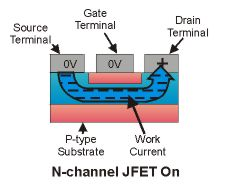 Gate
Terminal
Source
Terminal
Drain
Terminal
0V
0V
+
P-type
Substrate
Work
Current
N-channel JFET On